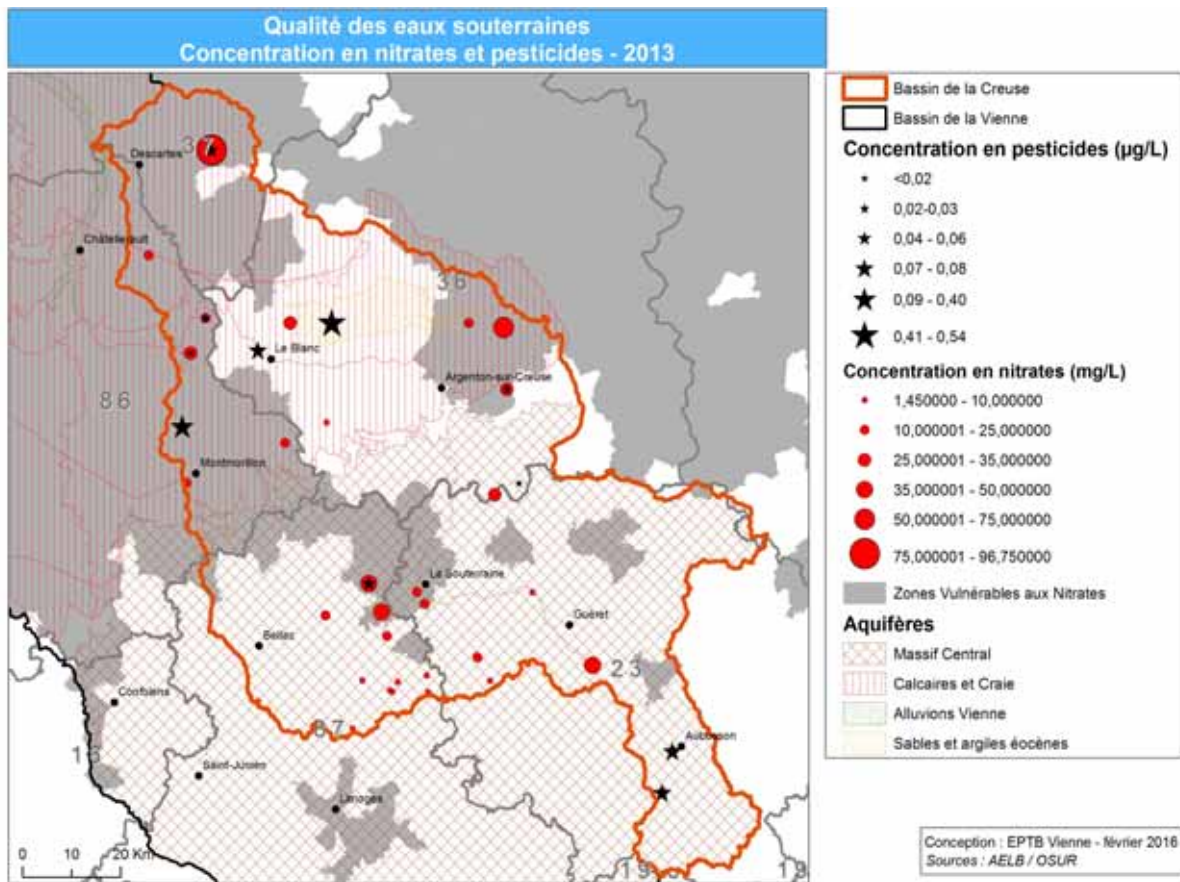 Qualité des eaux souterraines
Concentration en nitrates et pesticides - 2013
37
Descartes
Châtellerault
36
Le Blanc
Argenton-sur-Creuse
86
Montmorillon
La Souterraine
Guéret
Bellac
23
Confolens
87
Aubusson
16
Saint-Junien
Limoges
0 10 20 Km
19
19
Bassin de la Creuse
Bassin de la Vienne
Concentration en pesticides (µg/L)
<0,02
0,02-0,03
0,04 - 0,06
0,07 - 0,08
0,09 - 0,40
0,41 - 0,54
Concentration en nitrates (mg/L)
1,450000 - 10,000000
10,000001 - 25,000000
25,000001 - 35,000000
35,000001 - 50,000000
50,000001 - 75,000000
75,000001 - 96,750000
Zones Vulnérables aux Nitrates
Aquifères
Massif Central
Calcaires et Craie
Alluvions Vienne
Sables et argiles éocènes
Conception : EPTB Vienne - février 2016
Sources : AELB / OSUR